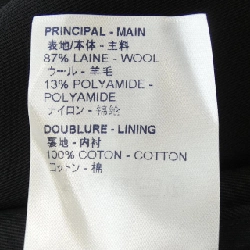 PRINCIPAL - MAIN
表地/本体 - 主料
87% LAINE - WOOL
ウール - 羊毛
13% POLYAMIDE -
POLYAMIDE
ナイロン - 锦纶
DOUBLURE - LINING
裏地 - 内衬
100% COTON - COTTON
コットン - 棉